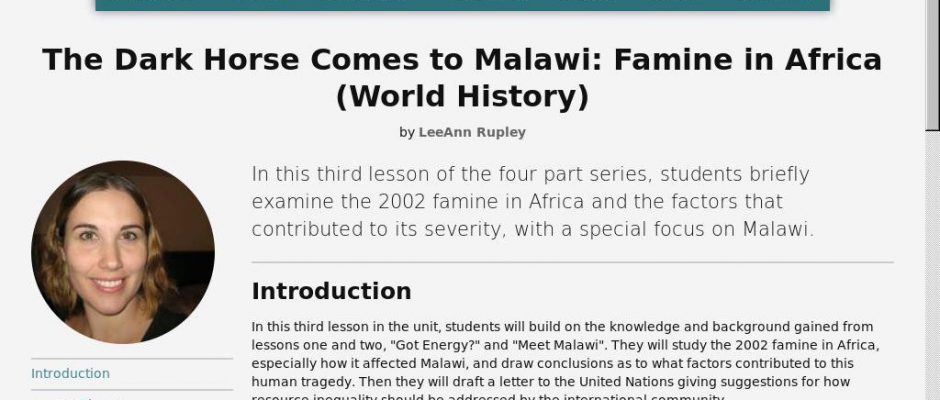 The Dark Horse Comes to Malawi: Famine in Africa
(World History)
by LeeAnn Rupley
In this third lesson of the four part series, students briefly
examine the 2002 famine in Africa and the factors that
contributed to its severity, with a special focus on Malawi.
Introduction
In this third lesson in the unit, students will build on the knowledge and background gained from
lessons one and two, "Got Energy?" and "Meet Malawi". They will study the 2002 famine in Africa,
especially how it affected Malawi, and draw conclusions as to what factors contributed to this
human tragedy. Then they will draft a letter to the United Nations giving suggestions for how
resource inequality should be addressed by the international community.
Introduction